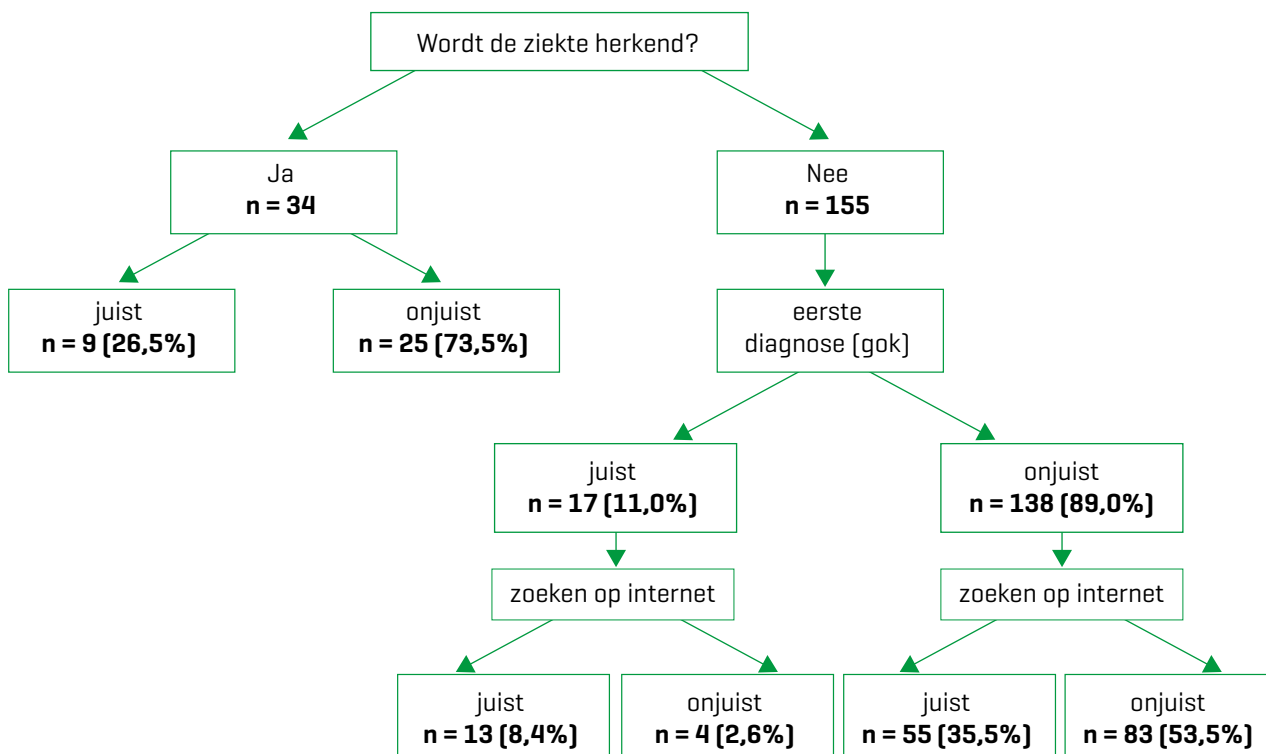 Wordt de ziekte herkend?
Ja
n = 34
Nee
n = 155
juist
n = 9 (26,5%)
onjuist
n = 25 (73,5%)
eerste
diagnose (gok)
juist
n = 17 (11,0%)
onjuist
n = 138 (89,0%)
zoeken op internet
zoeken op internet
juist
n = 13 (8,4%)
onjuist
n = 4 (2,6%)
juist
n = 55 (35,5%)
onjuist
n = 83 (53,5%)